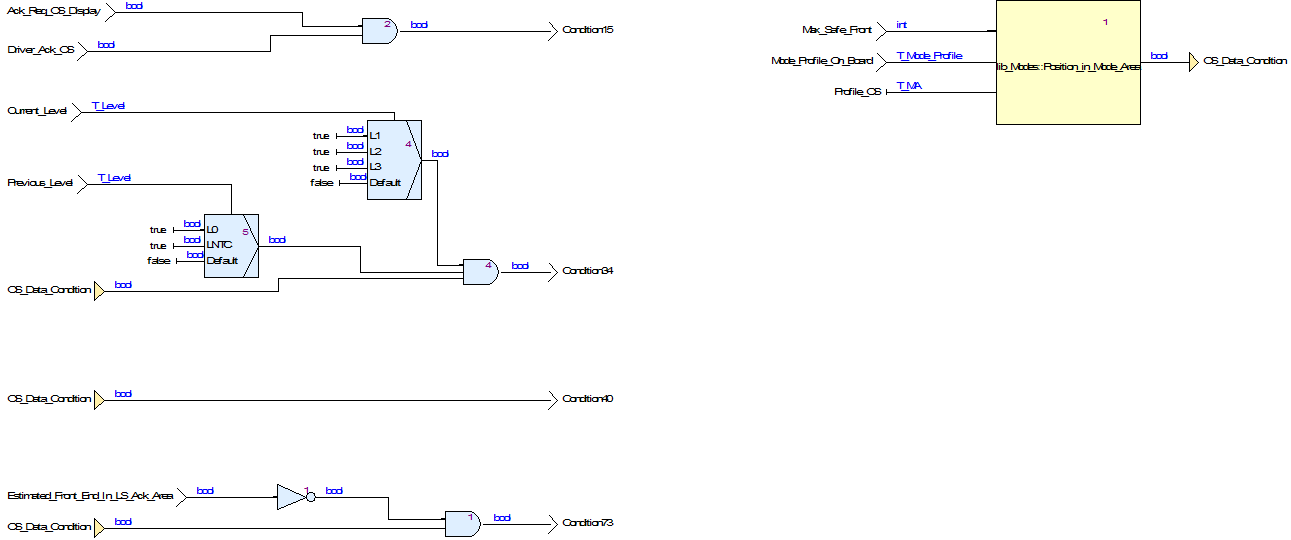 Ack_Req_OS_Display
bool
2
bool
Condition15
Driver_Ack_OS
bool
Current_Level
T_Level
true
bool
L1
4
true
bool
L2
bool
true
bool
L3
false
bool
Default
Previous_Level
T_Level
true
bool
L0
5
true
bool
LNTC
bool
false
bool
Default
4
bool
Condition34
OS_Data_Condition
bool
OS_Data_Condition
bool
Condition40
Estimated_Front_End_In_LS_Ack_Area
bool
1
bool
OS_Data_Condition
bool
1
bool
Condition73
1
Max_Safe_Front
int
Mode_Profile_On_Board
T_Mode_Profile
lib_Modes::Position_in_Mode_Area
bool
OS_Data_Condition
Profile_OS
T_MA